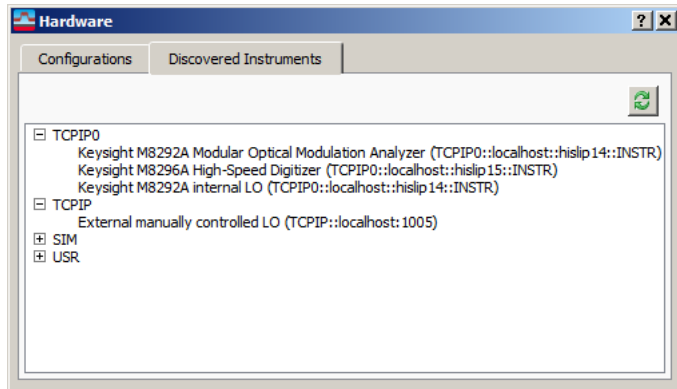 Hardware
Configurations
Discovered Instruments
TCPIP0
Keysight M8292A Modular Optical Modulation Analyzer (TCPIP0::localhost::hislip14::INSTR)
Keysight M8296A High-Speed Digitizer (TCPIP0::localhost::hislip15::INSTR)
Keysight M8292A internal LO (TCPIP0::localhost::hislip14::INSTR)
TCPIP
External manually controlled LO (TCPIP::localhost:1005)
SIM
USR